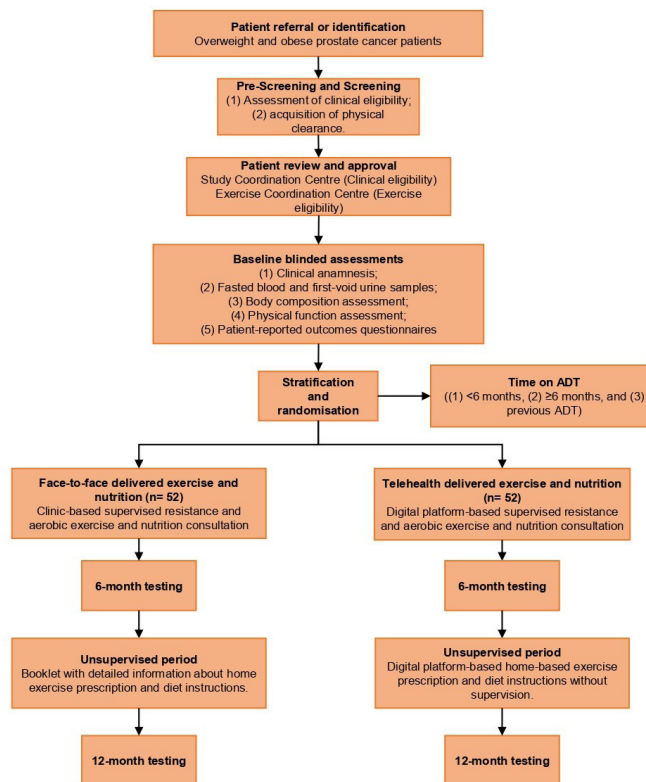 Patient referral or identification
Overweight and obese prostate cancer patients
Pre-Screening and Screening
(1) Assessment of clinical eligibility;
(2) acquisition of physical
clearance.
Patient review and approval
Study Coordination Centre (Clinical eligibility)
Exercise Coordination Centre (Exercise
eligibility)
Baseline blinded assessments
(1) Clinical anamnesis;
(2) Fasted blood and first-void urine samples;
(3) Body composition assessment;
(4) Physical function assessment;
(5) Patient-reported outcomes questionnaires
Stratification
and
randomisation
Time on ADT
((1) <6 months, (2) ≥6 months, and (3)
previous ADT)
Face-to-face delivered exercise and
nutrition (n= 52)
Clinic-based supervised resistance and
aerobic exercise and nutrition consultation
Telehealth delivered exercise and nutrition
(n= 52)
Digital platform-based supervised resistance
and aerobic exercise and nutrition consultation
6-month testing
6-month testing
Unsupervised period
Booklet with detailed information about home
exercise prescription and diet instructions.
Unsupervised period
Digital platform-based home-based exercise
prescription and diet instructions without
supervision.
12-month testing
12-month testing